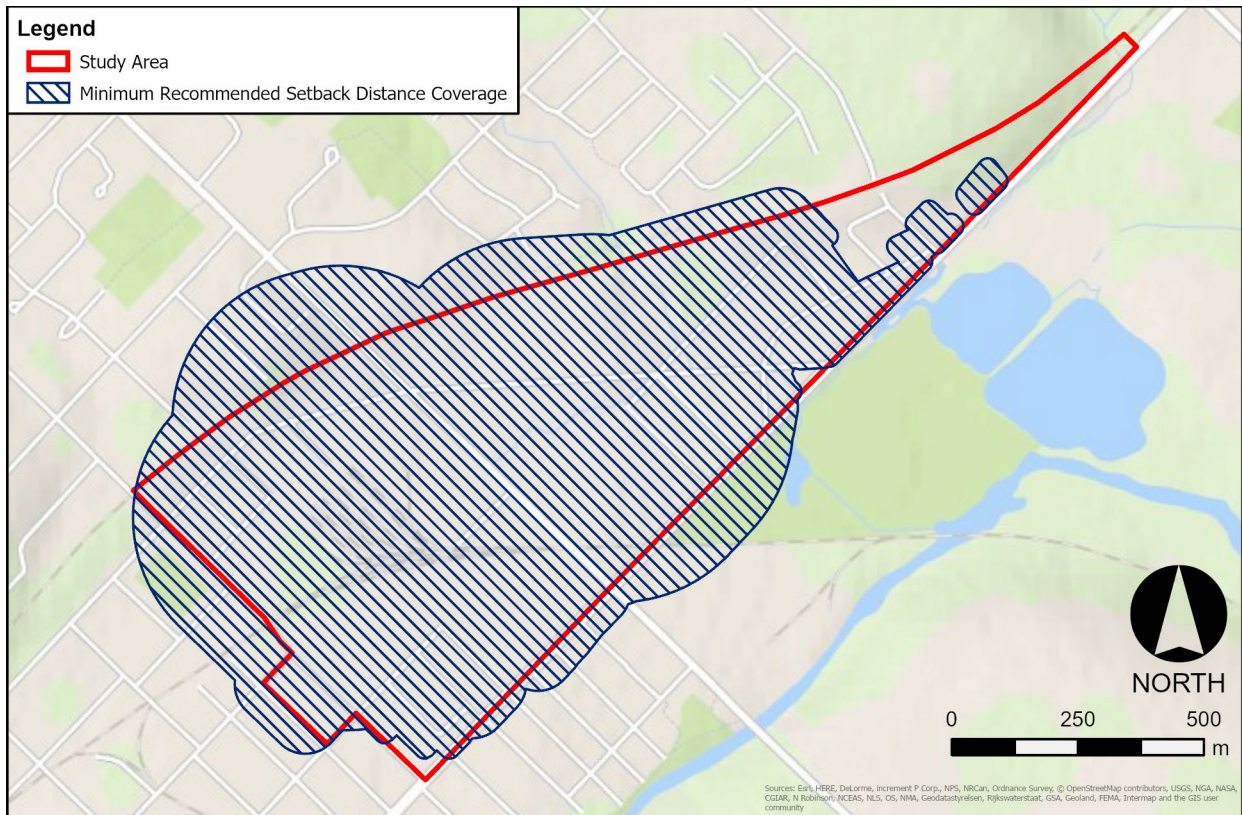 Legend
Study Area
Minimum Recommended Setback Distance Coverage
NORTH
0 250 500
m
Sources: Esri, HERE, DeLorme, increment P Corp., NPS, NRCan, Ordnance Survey, © OpenStreetMap contributors, USGS, NGA, NASA,
CGIAR, N Robinson, NCEAS, NLS, OS, NMA, Geodatastyrelsen, Rijkswaterstaat, GSA, Geoland, FEMA, Intermap and the GIS user
community